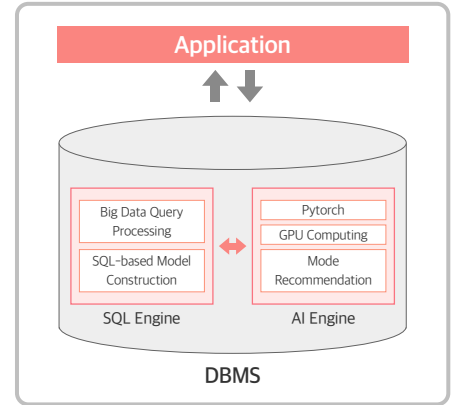 Application
Big Data Query
Processing
SQL-based Model
Construction
SQL Engine
Pytorch
GPU Computing
Mode
Recommendation
AI Engine
DBMS